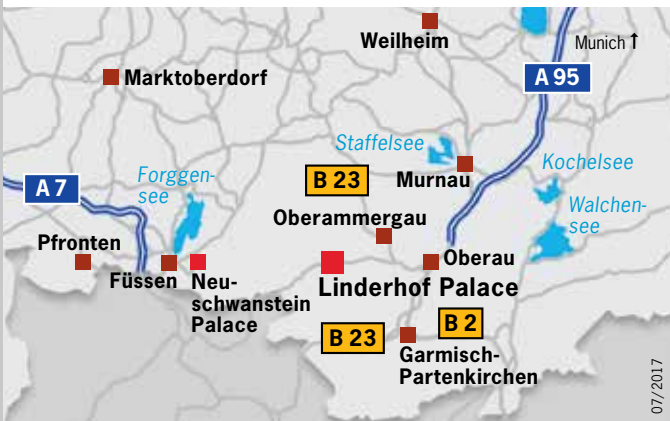 Weilheim
Munich ↑
Marktoberdorf
A 95
Staffelsee
Forggen-
see
B 23
Murnau
Kochelsee
A 7
Walchen-
see
Oberammergau
Pfronten
Füssen
Neu-
schwanstein
Palace
Oberau
Linderhof Palace
B 23
B 2
Garmisch-
Partenkirchen
07/2017